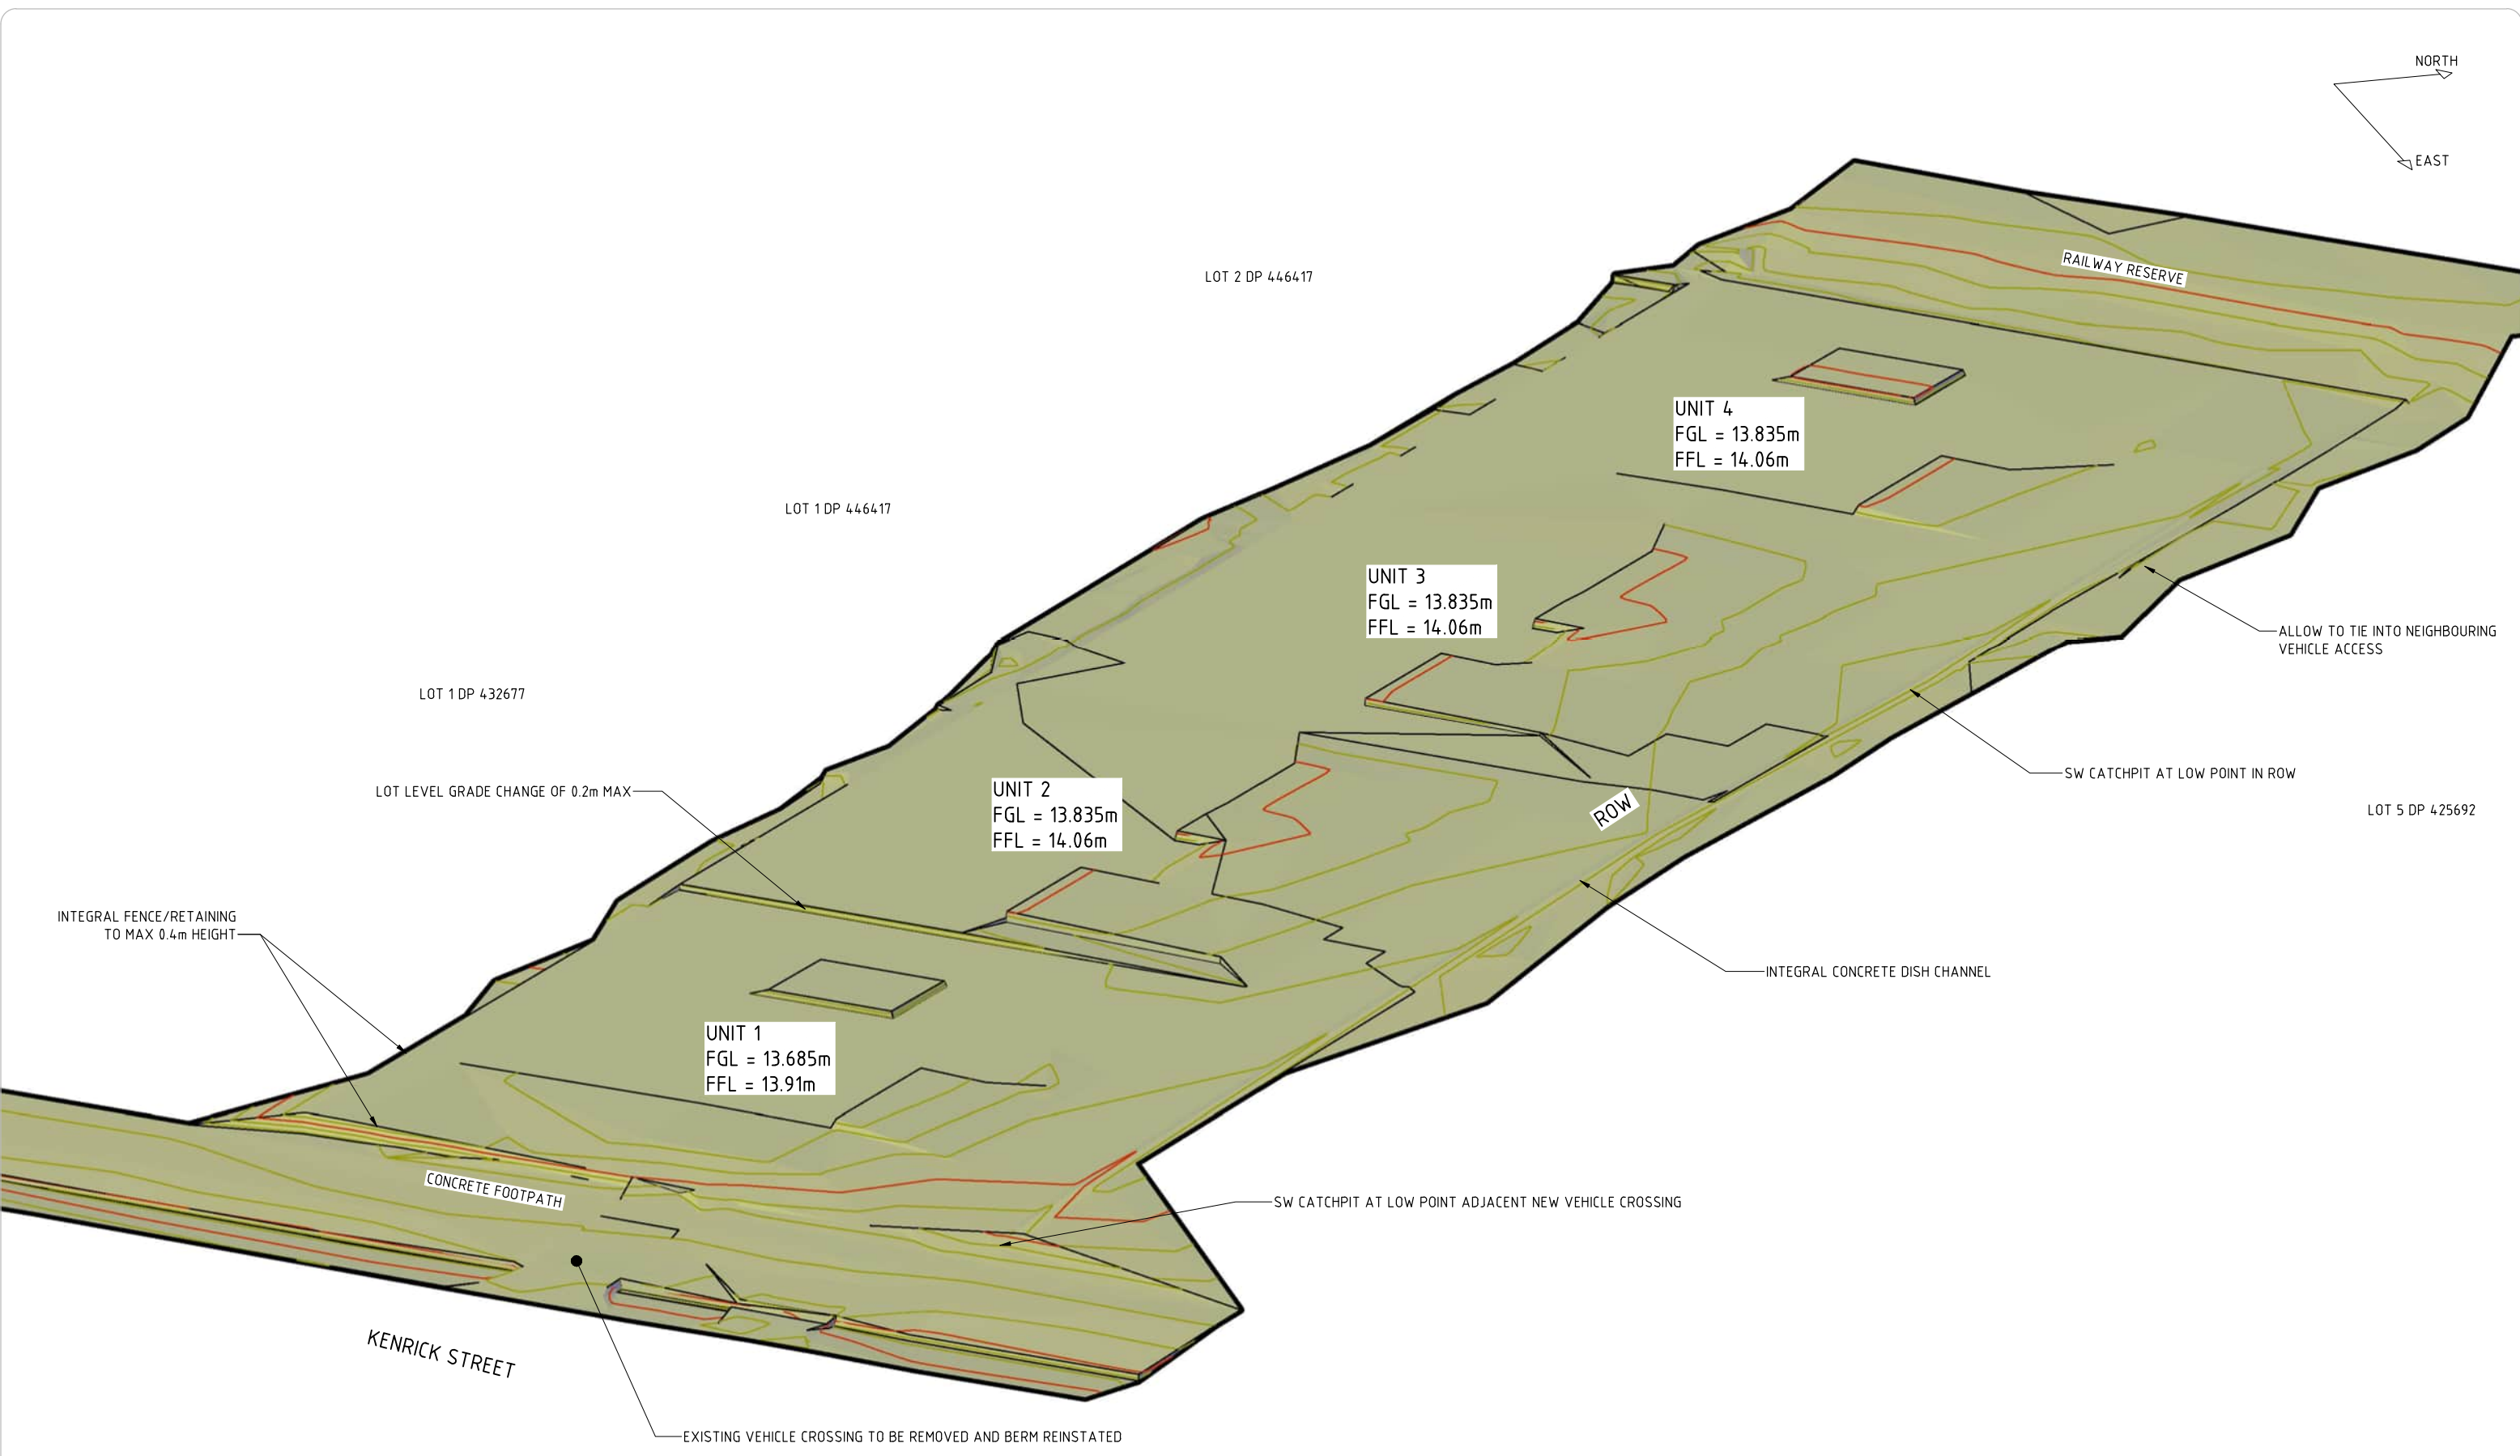 NORTH
EAST
RAILWAY RESERVE
LOT 2 DP 446417
UNIT 4
FGL = 13.835m
FFL = 14.06m
LOT 1 DP 446417
UNIT 3
FGL = 13.835m
FFL = 14.06m
ALLOW TO TIE INTO NEIGHBOURING
VEHICLE ACCESS
LOT 1 DP 432677
SW CATCHPIT AT LOW POINT IN ROW
LOT LEVEL GRADE CHANGE OF 0.2m MAX
UNIT 2
FGL = 13.835m
FFL = 14.06m
ROW
LOT 5 DP 425692
INTEGRAL FENCE/RETAINING
TO MAX 0.4m HEIGHT
INTEGRAL CONCRETE DISH CHANNEL
UNIT 1
FGL = 13.685m
FFL = 13.91m
CONCRETE FOOTPATH
SW CATCHPIT AT LOW POINT ADJACENT NEW VEHICLE CROSSING
KENRICK STREET
EXISTING VEHICLE CROSSING TO BE REMOVED AND BERM REINSTATED